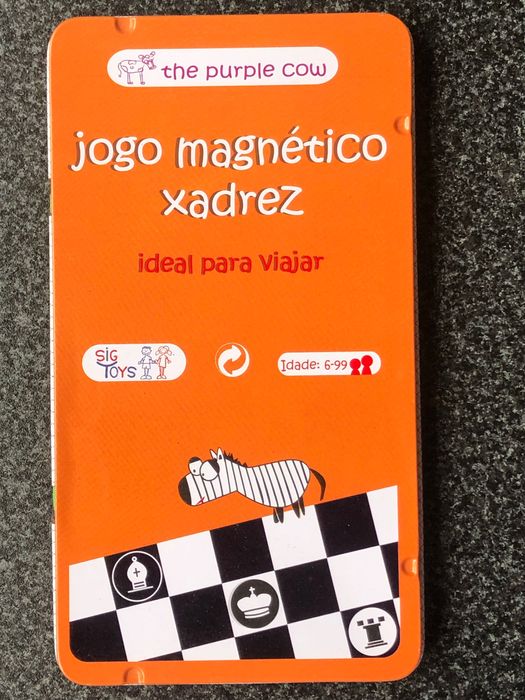 the purple cow
jogo magnético
xadrez
ideal para viajar
SiG
TOYS
Idade: 6-99